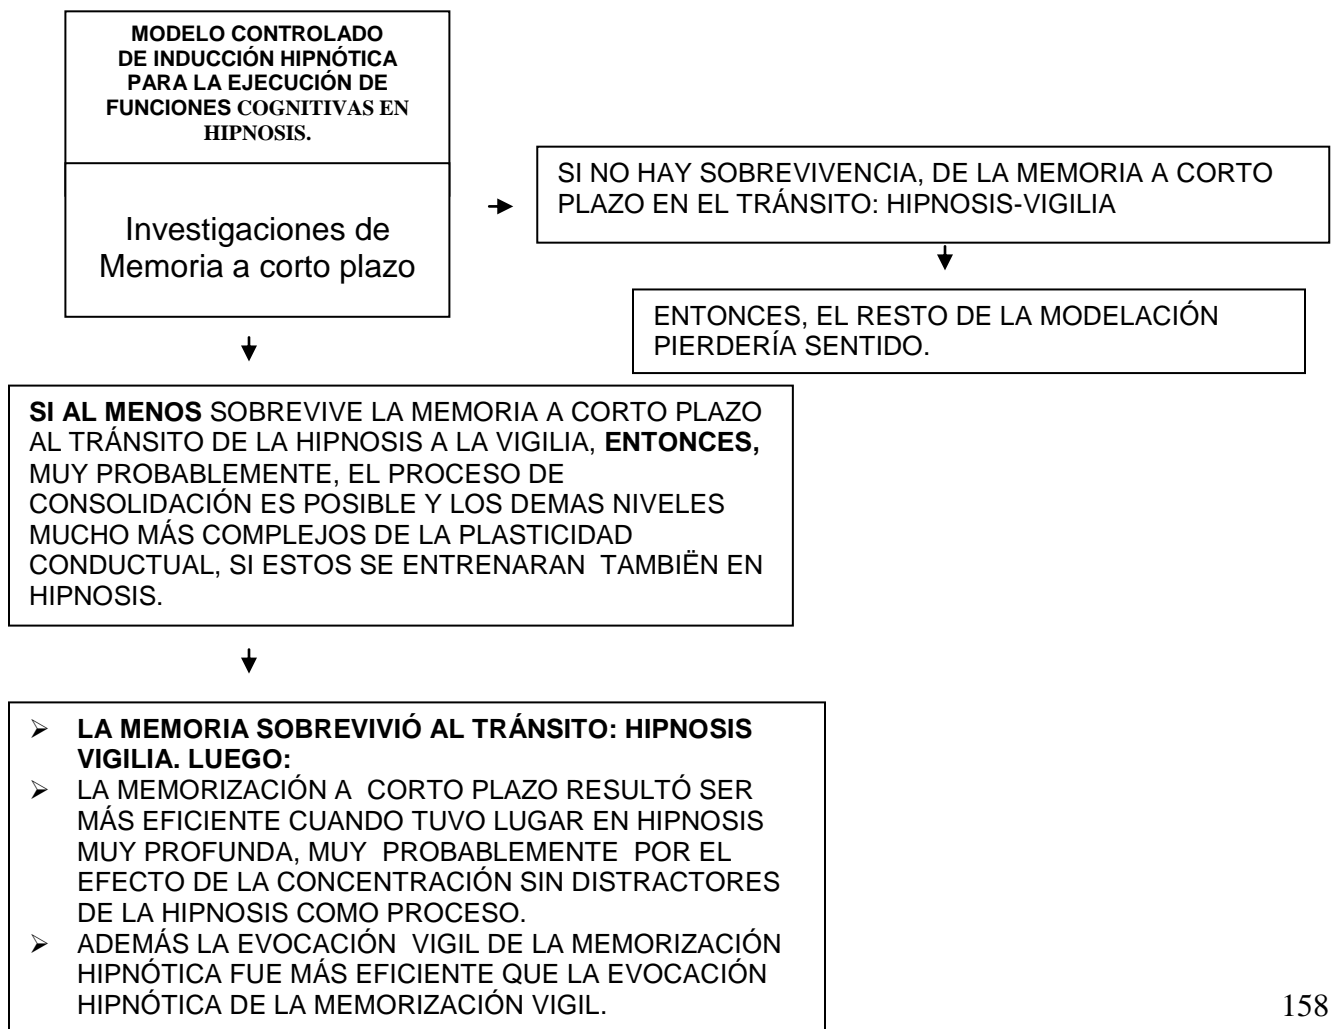 MODELO CONTROLADO
DE INDUCCIÓN HIPNÓTICA
PARA LA EJECUCIÓN DE
FUNCIONES COGNITIVAS EN
HIPNOSIS.
Investigaciones de
Memoria a corto plazo
SI NO HAY SOBREVIVENCIA, DE LA MEMORIA A CORTO
PLAZO EN EL TRÁNSITO: HIPNOSIS-VIGILIA
ENTONCES, EL RESTO DE LA MODELACIÓN
PIERDERÍA SENTIDO.
SI AL MENOS SOBREVIVE LA MEMORIA A CORTO PLAZO
AL TRÁNSITO DE LA HIPNOSIS A LA VIGILIA, ENTONCES,
MUY PROBABLEMENTE, EL PROCESO DE
CONSOLIDACIÓN ES POSIBLE Y LOS DEMAS NIVELES
MUCHO MÁS COMPLEJOS DE LA PLASTICIDAD
CONDUCTUAL, SI ESTOS SE ENTRENARAN TAMBIËN EN
HIPNOSIS.
➢ LA MEMORIA SOBREVIVIÓ AL TRÁNSITO: HIPNOSIS
VIGILIA. LUEGO:
➢ LA MEMORIZACIÓN A CORTO PLAZO RESULTÓ SER
MÁS EFICIENTE CUANDO TUVO LUGAR EN HIPNOSIS
MUY PROFUNDA, MUY PROBABLEMENTE POR EL
EFECTO DE LA CONCENTRACIÓN SIN DISTRACTORES
DE LA HIPNOSIS COMO PROCESO.
➢ ADEMÁS LA EVOCACIÓN VIGIL DE LA MEMORIZACIÓN
HIPNÓTICA FUE MÁS EFICIENTE QUE LA EVOCACIÓN
HIPNÓTICA DE LA MEMORIZACIÓN VIGIL.
158